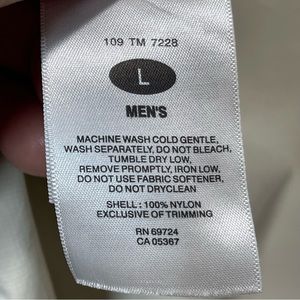 109 TM 7228
L
MEN'S
MACHINE WASH COLD GENTLE,
WASH SEPARATELY, DO NOT BLEACH,
TUMBLE DRY LOW,
REMOVE PROMPTLY, IRON LOW,
DO NOT USE FABRIC SOFTENER,
DO NOT DRYCLEAN
SHELL : 100% NYLON
EXCLUSIVE OF TRIMMING
RN 69724
CA 05367